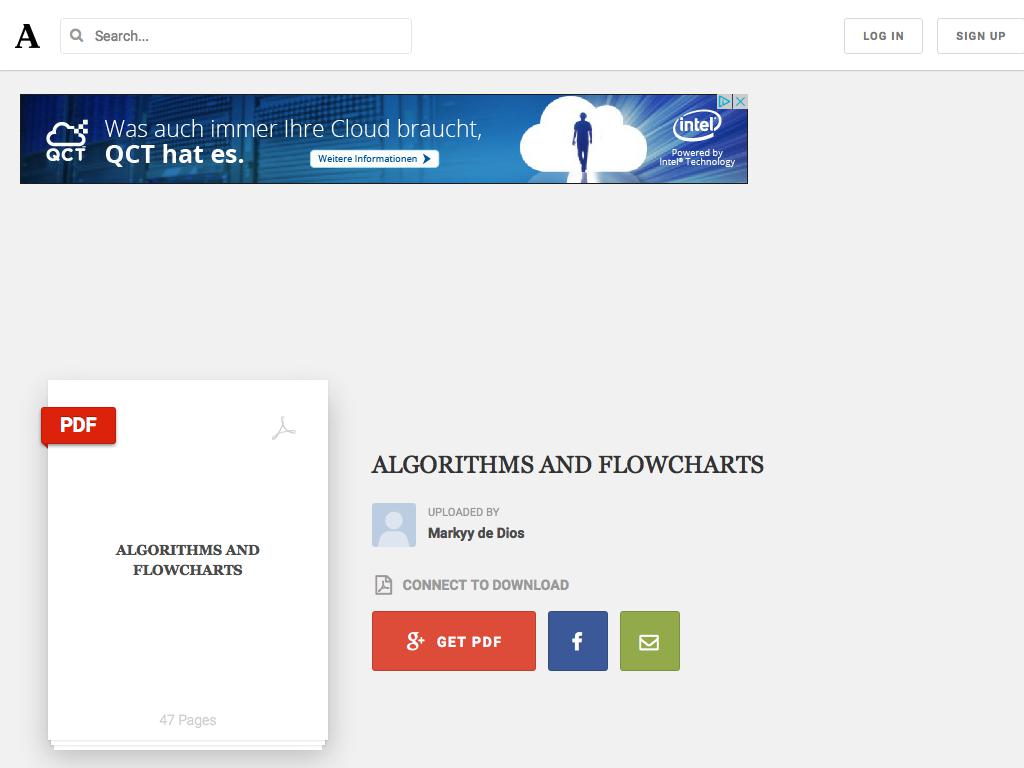 A
Search...
LOG IN
SIGN UP
QCT
Was auch immer Ihre Cloud braucht,
QCT hat es.
Weitere Informationen
intel
Powered by
Intel® Technology
PDF
ALGORITHMS AND
FLOWCHARTS
47 Pages
ALGORITHMS AND FLOWCHARTS
UPLOADED BY
Markyy de Dios
CONNECT TO DOWNLOAD
g+ GET PDF
f